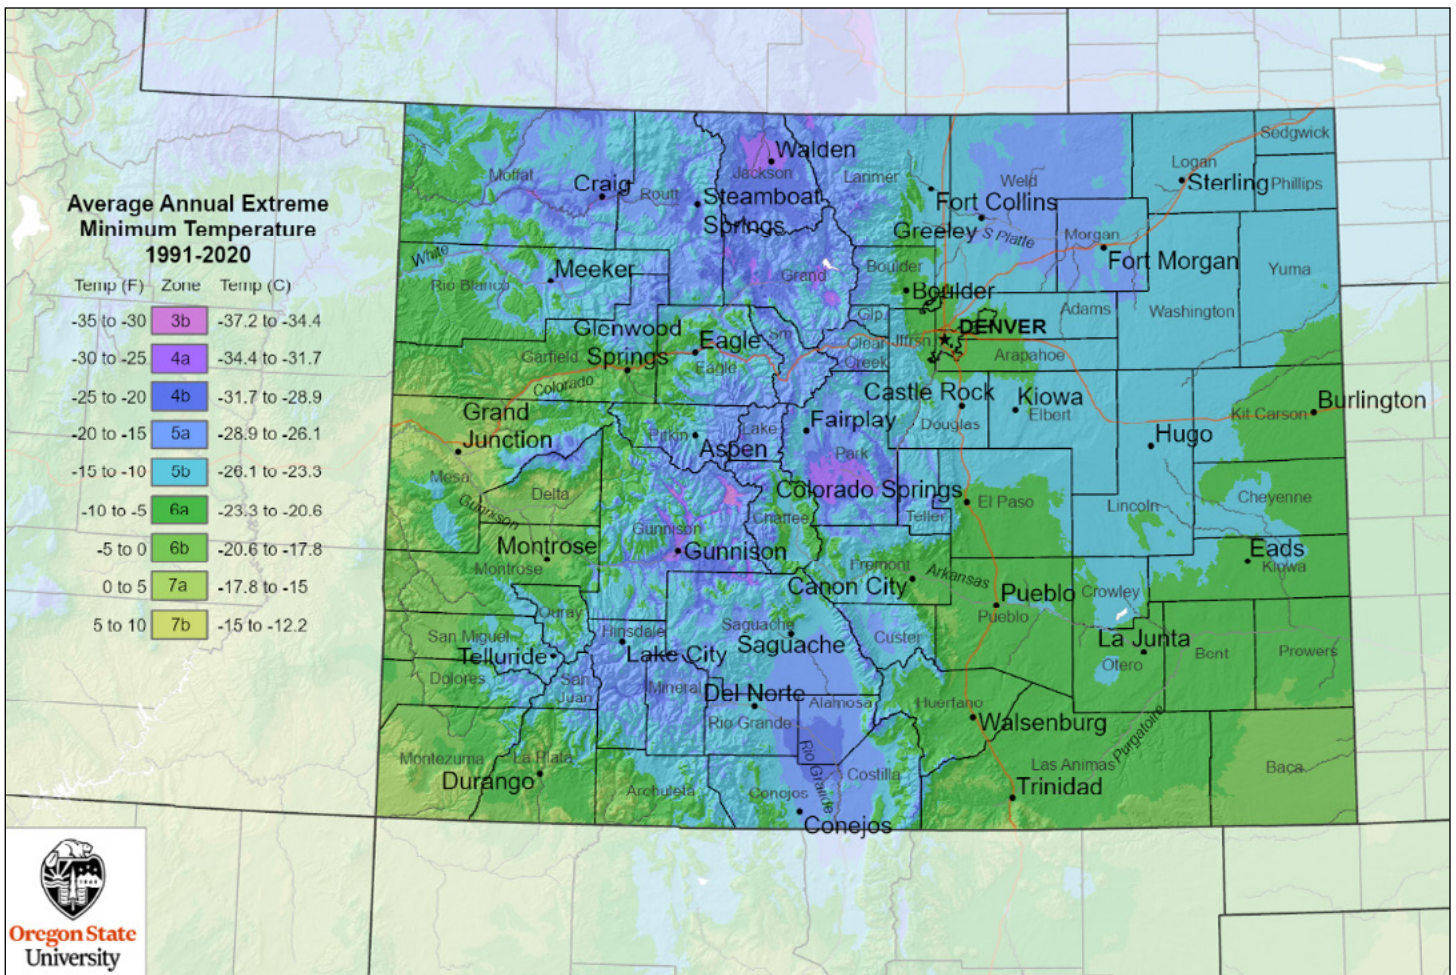 Average Annual Extreme
Minimum Temperature
1991-2020
Temp (F) Zone Temp (C)
-35 to -30 3b -37.2 to -34.4
-30 to -25 4a -34.4 to -31.7
-25 to -20 4b -31.7 to -28.9
-20 to -15 5a -28.9 to -26.1
-15 to -10 5b -26.1 to -23.3
-10 to -5 6a -23.3 to -20.6
-5 to 0 6b -20.6 to -17.8
0 to 5 7a -17.8 to -15
5 to 10 7b -15 to -12.2
Sedgwick
Walden
Logan
Moffat
Jackson
Larimer
Weld
Craig
Routt
Sterling
Phillips
Steamboat
Springs
Fort Collins
Greeley
S Platte
Morgan
White
Meeker
Grand
Boulder
Fort Morgan
Yuma
Rio Blanco
Boulder
Adams
Washington
Glp.
Glenwood
Springs
Sm
DENVER
Eagle
Clear
Creek
Jffrsn
Arapahoe
Garfield
Eagle
Colorado
Castle Rock
Kiowa
Burlington
Grand
Junction
Fairplay
Elbert
Kit Carson
Pitkin
Lake
Douglas
Hugo
Aspen
Park
Mesa
Delta
Colorado Springs
El Paso
Cheyenne
Gunnison
Lincoln
Gunnison
Chaffee
Teller
Montrose
Gunnison
Eads
Montrose
Fremont
Kiowa
Canon City
Arkansas
Pueblo
Crowley
Ouray
Pueblo
San Miguel
Hinsdale
Saguache
Custer
La Junta
Telluride
Lake City
Saguache
Otero
Bent
Prowers
Dolores
San
Juan
Mineral
Del Norte
Alamosa
Huerfano
Rio Grande
Walsenburg
Purgatoire
Montezuma
La Plata
Rio Grande
Las Animas
Baca
Durango
Costilla
Archuleta
Conejos
Trinidad
Conejos
Oregon State
University